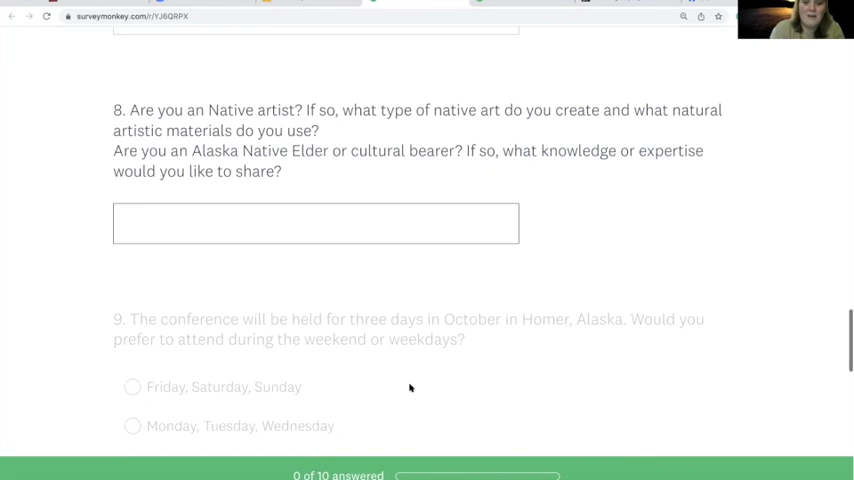 surveymonkey.com/r/YJ6QRPX
8. Are you an Native artist? If so, what type of native art do you create and what natural
artistic materials do you use?
Are you an Alaska Native Elder or cultural bearer? If so, what knowledge or expertise
would you like to share?
9. The conference will be held for three days in October in Homer, Alaska. Would you
prefer to attend during the weekend or weekdays?
Friday, Saturday, Sunday
Monday, Tuesday, Wednesday
0 of 10 answered